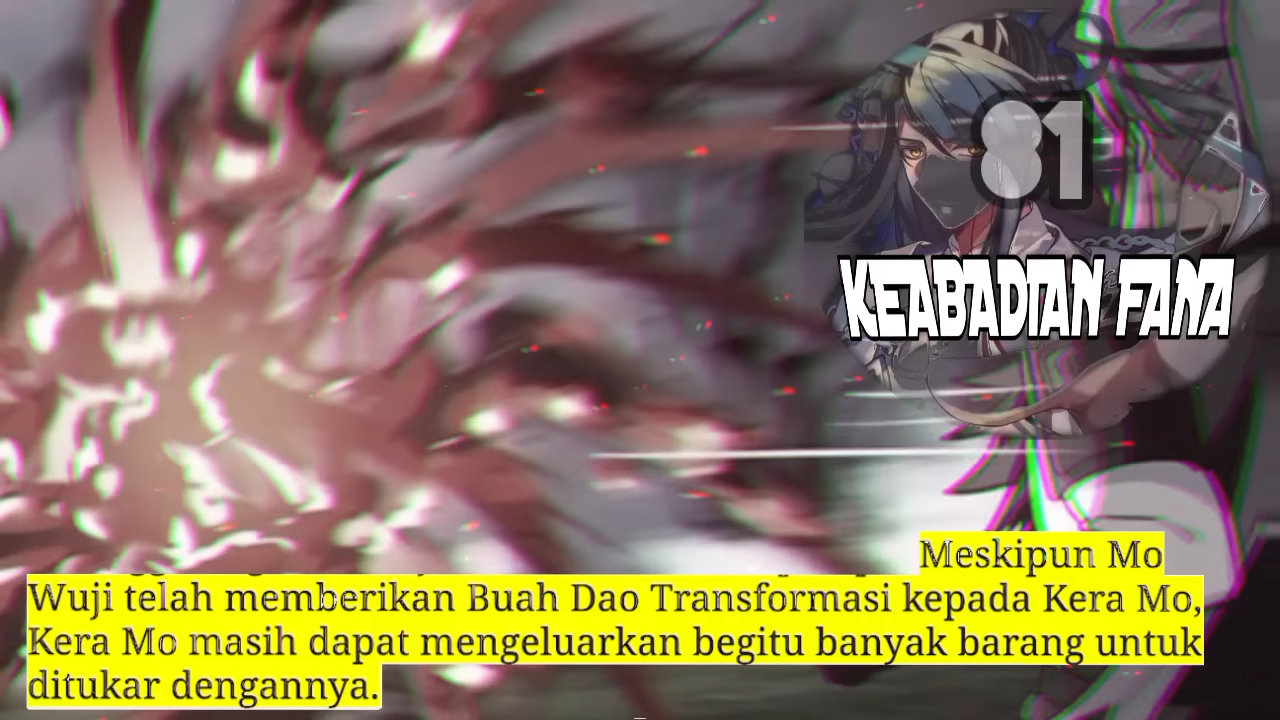 81
KEABADIAN FANA
Meskipun Mo
Wuji telah memberikan Buah Dao Transformasi kepada Kera Mo,
Kera Mo masih dapat mengeluarkan begitu banyak barang untuk
ditukar dengannya.